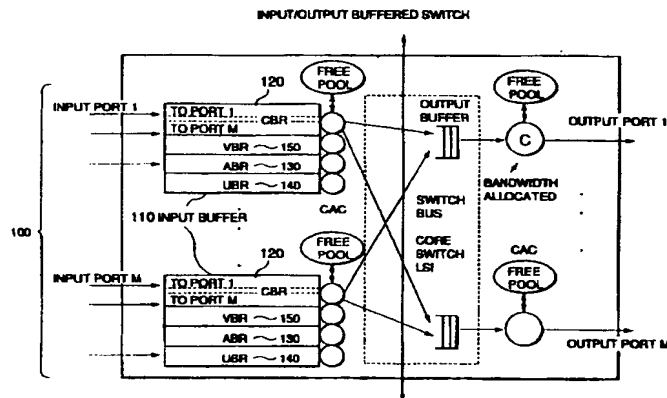 INPUT/OUTPUT BUFFERED SWITCH
120
FREE POOL
FREE POOL
INPUT PORT 1
TO PORT 1
CBR
TO PORT M
OUTPUT BUFFER
OUTPUT PORT 1
C
VBR ~ 150
ABR ~ 130
UBR ~ 140
BANDWIDTH ALLOCATED
CAC
SWITCH BUS
100
110 INPUT BUFFER
120
FREE POOL
CORE SWITCH LSI
CAC
FREE POOL
INPUT PORT M
TO PORT 1
CBR
TO PORT M
VBR ~ 150
ABR ~ 130
UBR ~ 140
OUTPUT PORT M